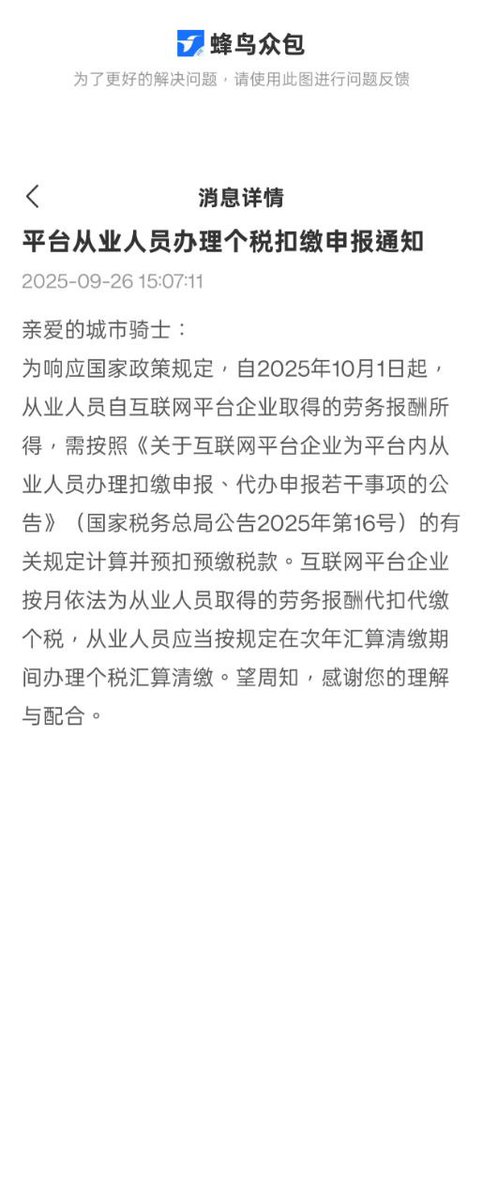 蜂鸟众包
为了更好的解决问题，请使用此图进行问题反馈
消息详情
平台从业人员办理个税扣缴申报通知
2025-09-26 15:07:11
亲爱的城市骑士：
为响应国家政策规定，自2025年10月1日起，
从业人员自互联网平台企业取得的劳务报酬所
得，需按照《关于互联网平台企业为平台内从
业人员办理扣缴申报、代办申报若干事项的公
告》（国家税务总局公告2025年第16号）的有
关规定计算并预扣预缴税款。互联网平台企业
按月依法为从业人员取得的劳务报酬代扣代缴
个税，从业人员应当按规定在次年汇算清缴期
间办理个税汇算清缴。望周知，感谢您的理解
与配合。